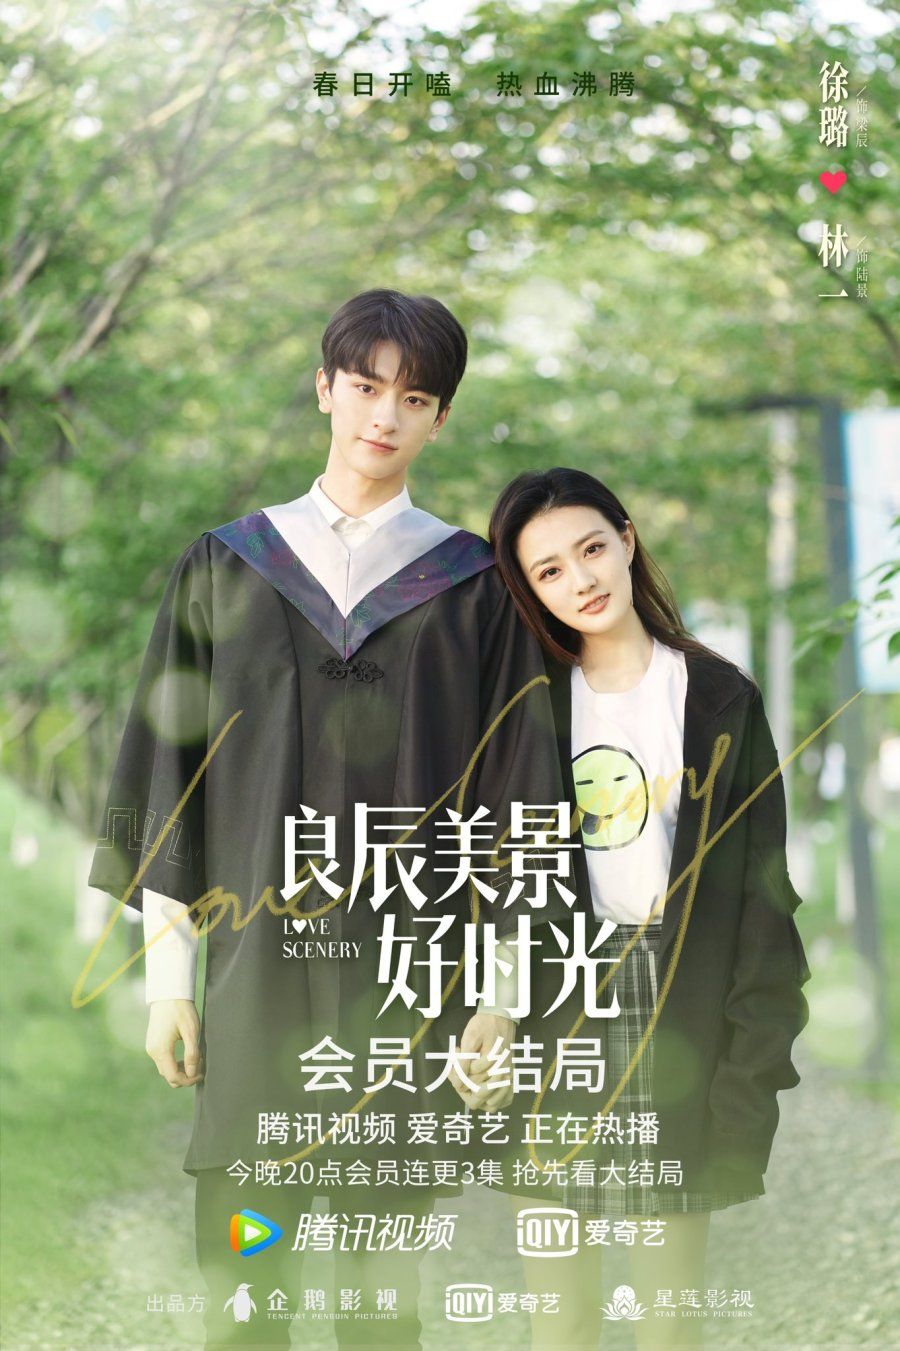 春日开嗑 热血沸腾
徐璐 / 饰梁辰
林一 / 饰陆景
Love Scenery
良辰美景
LOVE
SCENERY
好时光
会员大结局
腾讯视频 爱奇艺 正在热播
今晚20点会员连更3集 抢先看大结局
腾讯视频 iQIYI 爱奇艺
出品方 企鹅影视 TENCENT PENGUIN PICTURES iQIYI 爱奇艺 星莲影视 STAR LOTUS PICTURES